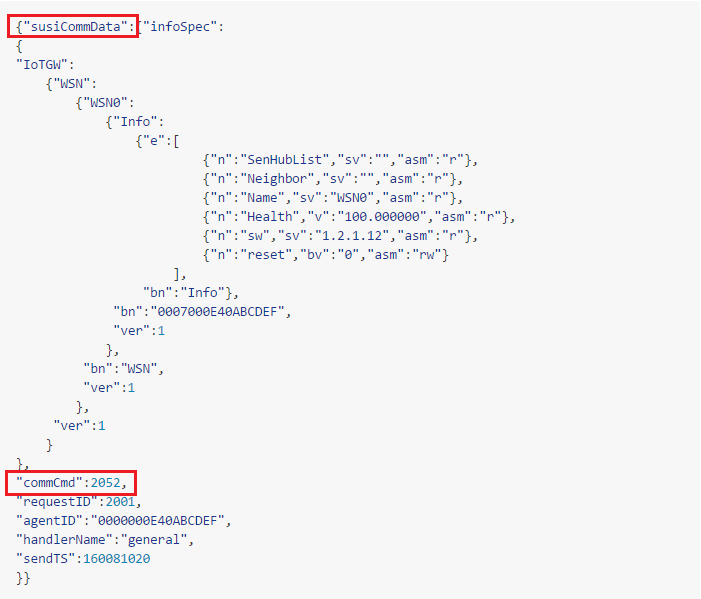 {"susiCommData":{"infoSpec":
{
"IoTGW":
{"WSN":
{"WSN0":
{"Info":
{"e":[
{"n":"SenHubList","sv":"","asm":"r"},
{"n":"Neighbor","sv":"","asm":"r"},
{"n":"Name","sv":"WSN0","asm":"r"},
{"n":"Health","v":"100.000000","asm":"r"},
{"n":"sw","sv":"1.2.1.12","asm":"r"},
{"n":"reset","bv":"0","asm":"rw"}
],
"bn":"Info"},
"bn":"0007000E40ABCDEF",
"ver":1
},
"bn":"WSN",
"ver":1
},
"ver":1
}
},
"commCmd":2052,
"requestID":2001,
"agentID":"0000000E40ABCDEF",
"handlerName":"general",
"sendTS":160081020
}}